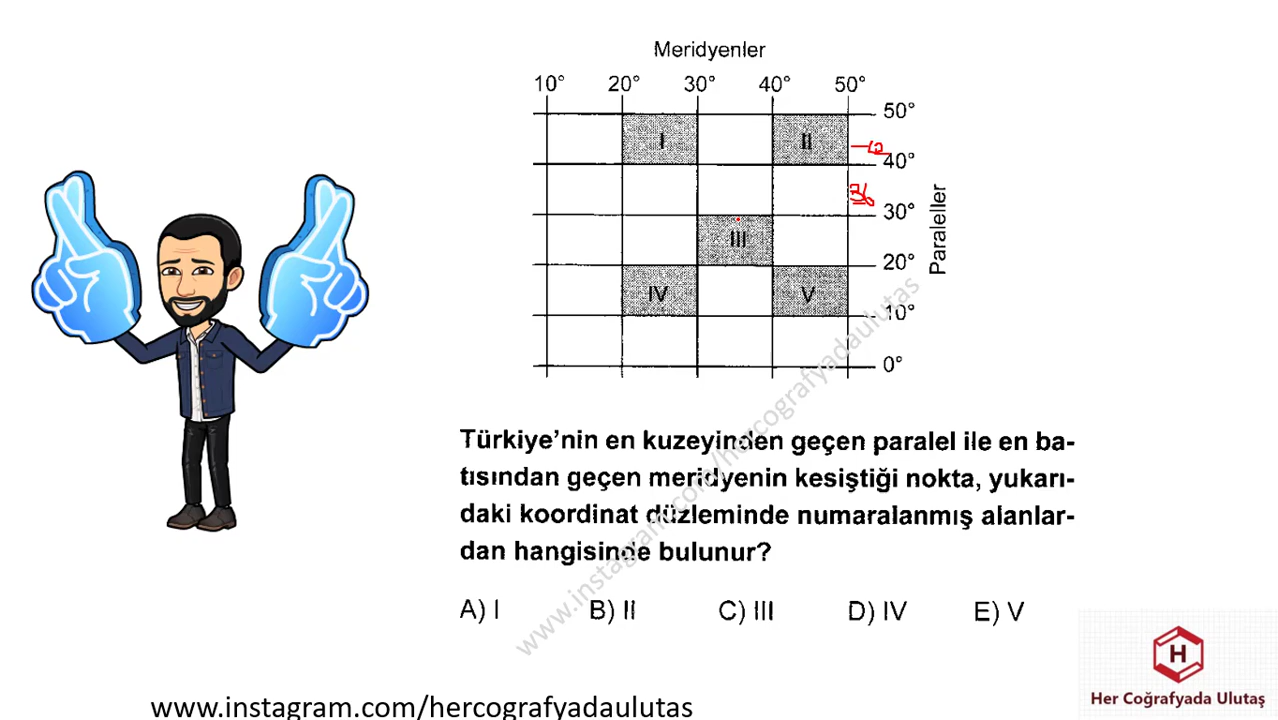 Meridyenler
10° 20° 30° 40° 50°
50°
I II
40°
36
30°
III
20°
IV V
10°
0°
Paraleller
www.instagram.com/hercografyadaulutas
Türkiye'nin en kuzeyinden geçen paralel ile en ba-
tısından geçen meridyenin kesiştiği nokta, yukarı-
daki koordinat düzleminde numaralanmış alanlar-
dan hangisinde bulunur?
A) I B) II C) III D) IV E) V
H
Her Coğrafyada Ulutaş
www.instagram.com/hercografyadaulutas